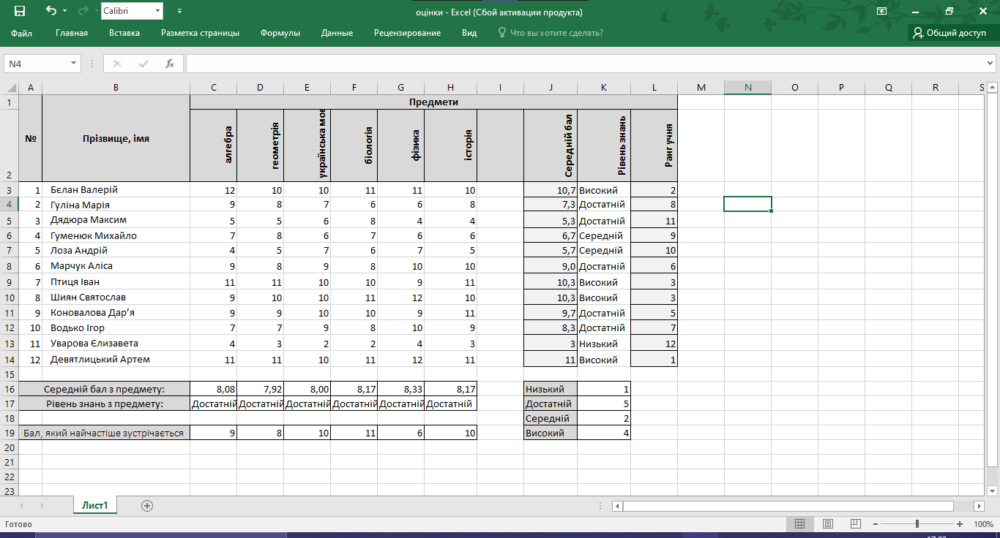 Calibri
оцінки - Excel (Сбой активации продукта)
Файл Главная Вставка Разметка страницы Формулы Данные Рецензирование Вид Что вы хотите сделать? Общий доступ
N4 fx
A B C D E F G H I J K L M N O P Q R S
1 Предмети
2 № Прізвище, імя алгебра геометрія українська мов біологія фізика історія Середній бал Рівень знань Ранг учня
3 1 Бєлан Валерій 12 10 10 11 11 10 10,7 Високий 2
4 2 Гуліна Марія 9 8 7 6 6 8 7,3 Достатній 8
5 3 Дядюра Максим 5 5 6 8 4 4 5,3 Достатній 11
6 4 Гуменюк Михайло 7 8 6 7 6 6 6,7 Середній 9
7 5 Лоза Андрій 4 5 7 6 7 5 5,7 Середній 10
8 6 Марчук Аліса 9 8 9 8 10 10 9,0 Достатній 6
9 7 Птиця Іван 11 11 10 10 9 11 10,3 Високий 3
10 8 Шиян Святослав 9 10 10 11 12 10 10,3 Високий 3
11 9 Коновалова Дар’я 9 9 10 10 9 11 9,7 Достатній 5
12 10 Водько Ігор 7 7 9 8 10 9 8,3 Достатній 7
13 11 Уварова Єлизавета 4 3 2 2 4 3 3 Низький 12
14 12 Девятлицький Артем 11 11 10 11 12 11 11 Високий 1
15
16 Середній бал з предмету: 8,08 7,92 8,00 8,17 8,33 8,17 Низький 1
17 Рівень знань з предмету: Достатній Достатній Достатній Достатній Достатній Достатній Достатній 5
18 Середній 2
19 Бал, який найчастіше зустрічається 9 8 10 11 6 10 Високий 4
20
21
22
23
Лист1
Готово 100%